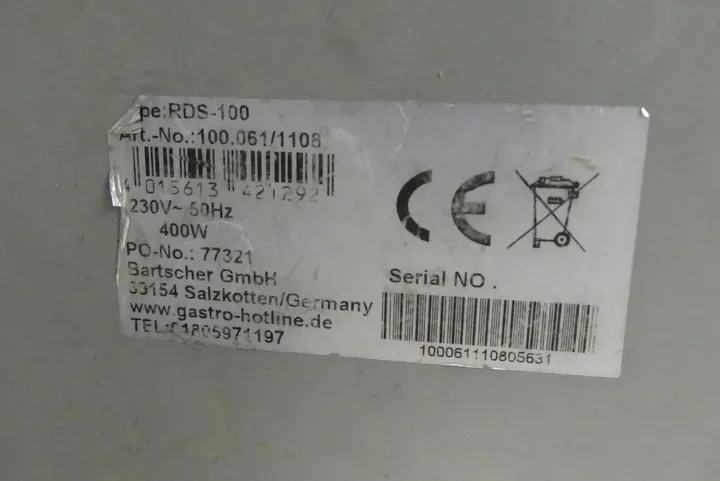 pe:RDS-100
Art.-No.:100.061/1108
4 015613 421292
230V~ 50Hz
400W
PO-No.: 77321
Bartscher GmbH
33154 Salzkotten/Germany
www.gastro-hotline.de
TEL:01805971197
CE
Serial NO .
100061110805631